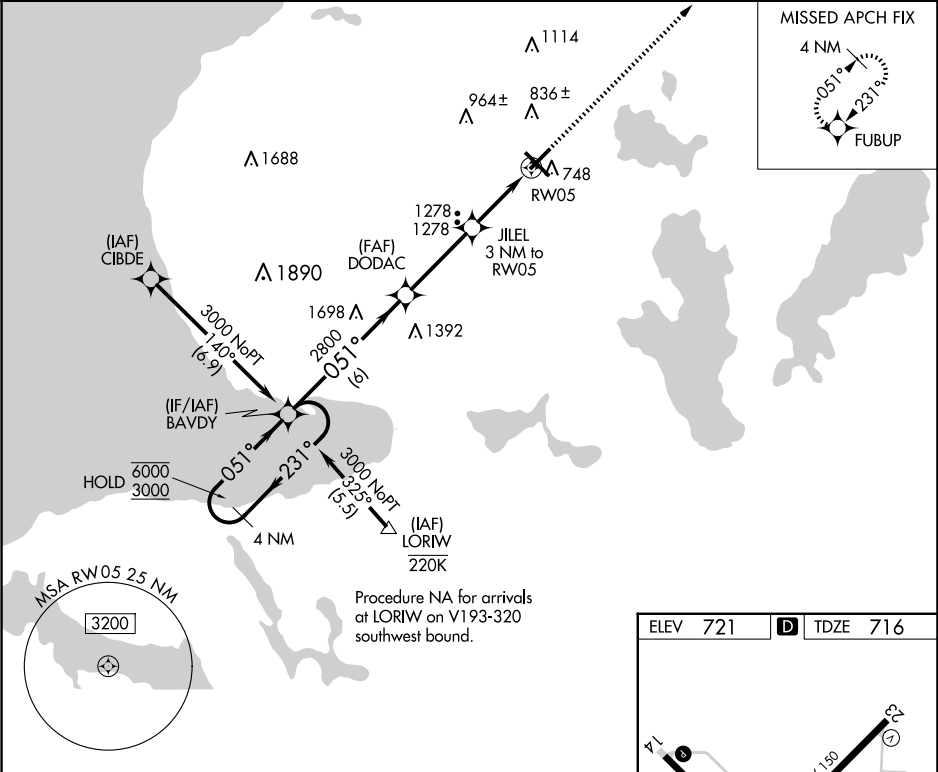 MISSED APCH FIX
4 NM
051°
231°
FUBUP
1114
964±
836±
1688
748
RW05
1278
1278
JILEL
3 NM to
RW05
(FAF)
DODAC
(IAF)
CIBDE
1890
1698
1392
3000 NoPT
140°
(6.9)
2800
051°
(6)
(IF/IAF)
BAVDY
051°
231°
HOLD
6000
3000
4 NM
3000 NoPT
325°
(5.5)
(IAF)
LORIW
220K
Procedure NA for arrivals
at LORIW on V193-320
southwest bound.
MSA RW05 25 NM
3200
ELEV 721 D TDZE 716
14
P
23
V
150